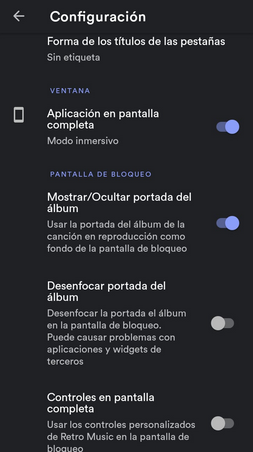 Configuración
Forma de los títulos de las pestañas
Sin etiqueta
VENTANA
Aplicación en pantalla
completa
Modo inmersivo
PANTALLA DE BLOQUEO
Mostrar/Ocultar portada del
álbum
Usar la portada del álbum de la
canción en reproducción como
fondo de la pantalla de bloqueo
Desenfocar portada del
álbum
Desenfocar la portada el álbum
en la pantalla de bloqueo.
Puede causar problemas con
aplicaciones y widgets de
terceros
Controles en pantalla
completa
Usar los controles personalizados
de Retro Music en la pantalla de
bloqueo